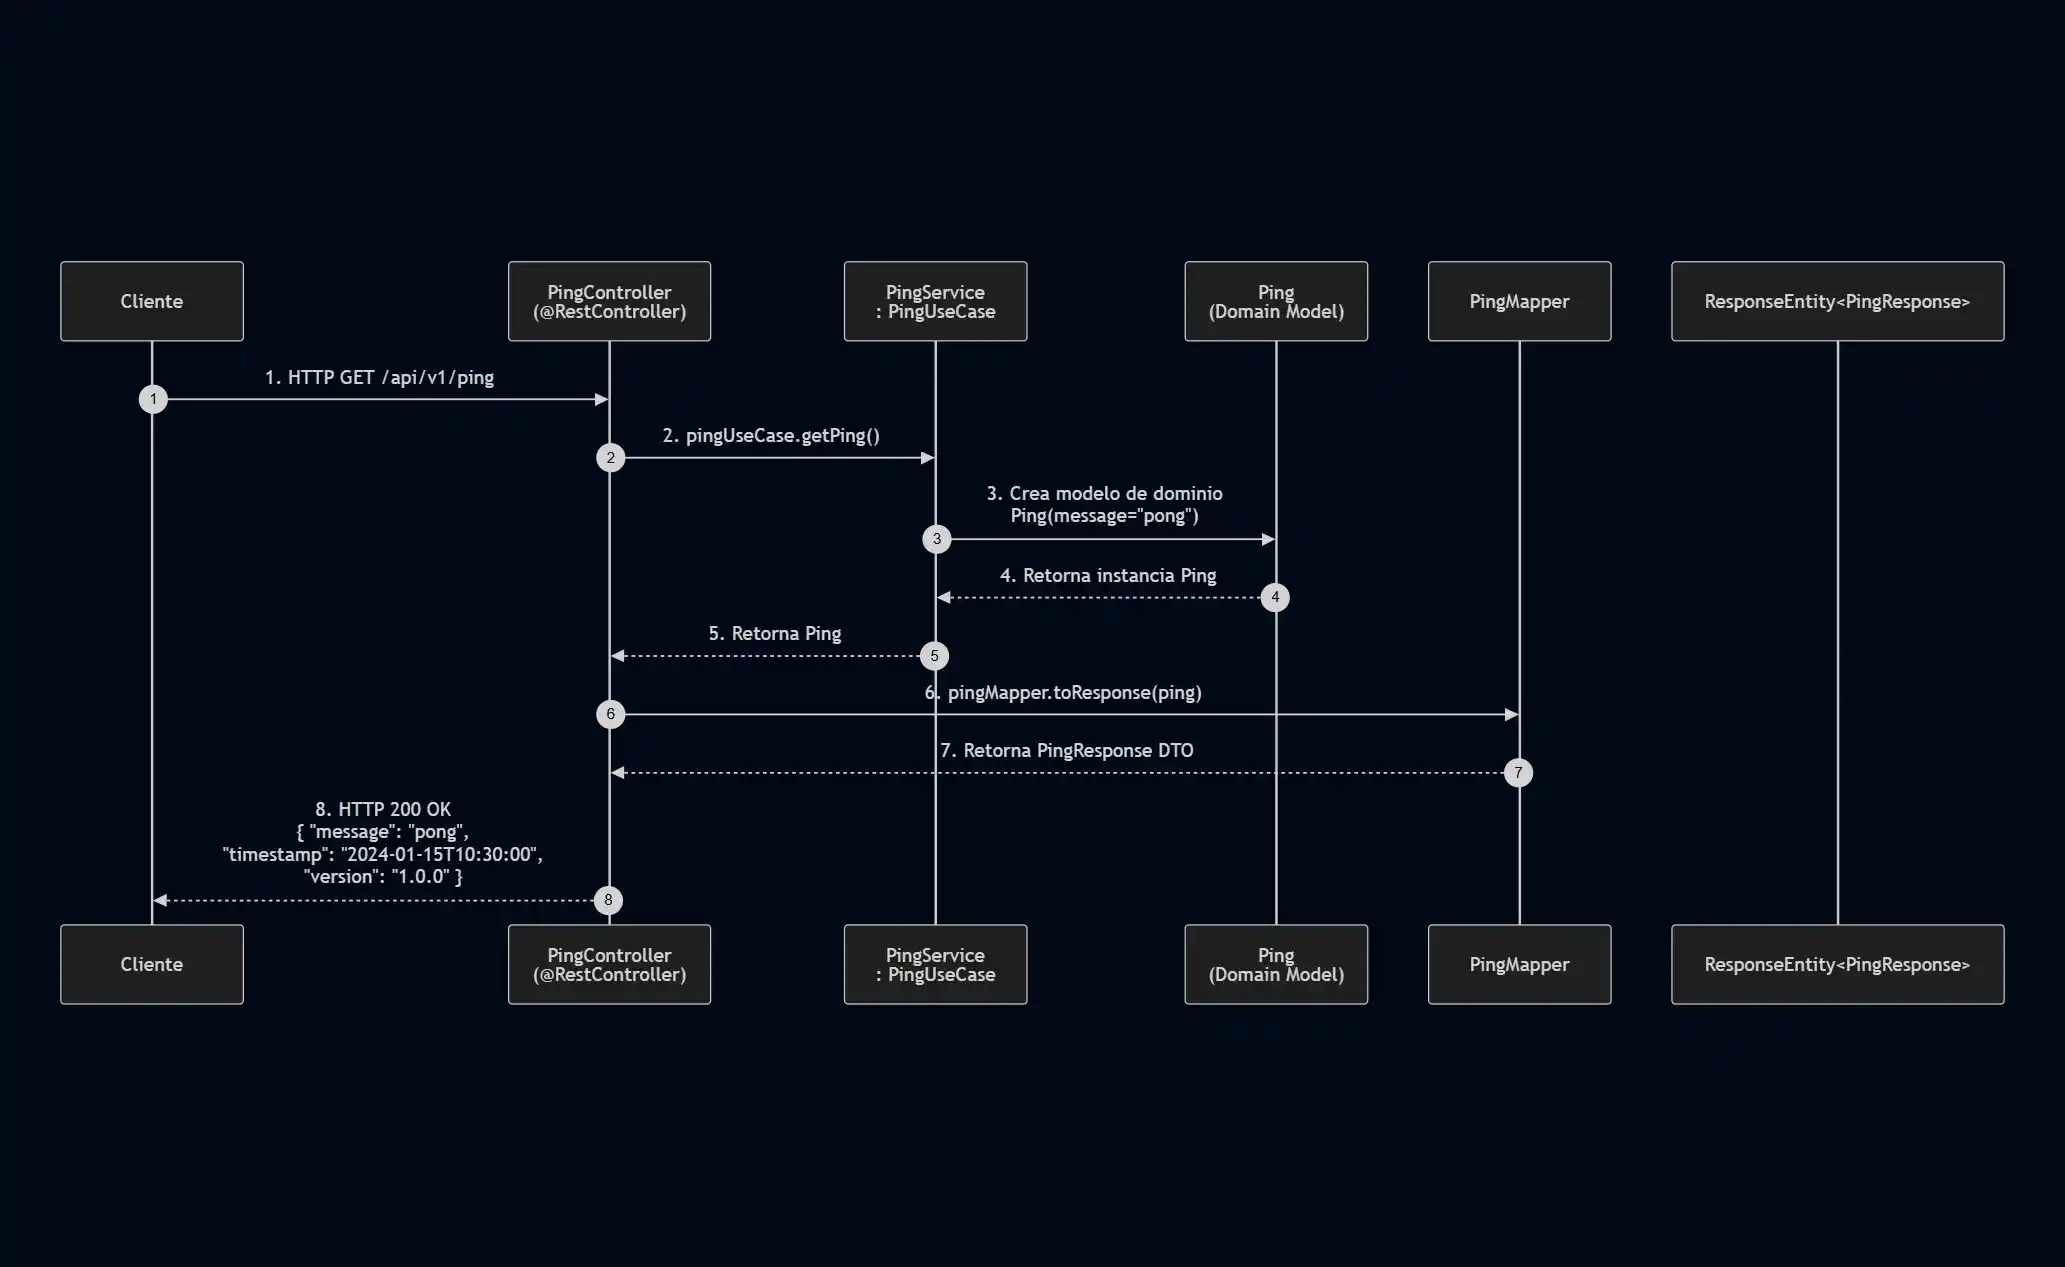 Cliente
PingController
(@RestController)
PingService
: PingUseCase
Ping
(Domain Model)
PingMapper
ResponseEntity<PingResponse>
1. HTTP GET /api/v1/ping
1
2. pingUseCase.getPing()
2
3. Crea modelo de dominio
Ping(message="pong")
3
4. Retorna instancia Ping
4
5. Retorna Ping
5
6. pingMapper.toResponse(ping)
6
7. Retorna PingResponse DTO
7
8. HTTP 200 OK
{ "message": "pong",
"timestamp": "2024-01-15T10:30:00",
"version": "1.0.0" }
8
Cliente
PingController
(@RestController)
PingService
: PingUseCase
Ping
(Domain Model)
PingMapper
ResponseEntity<PingResponse>